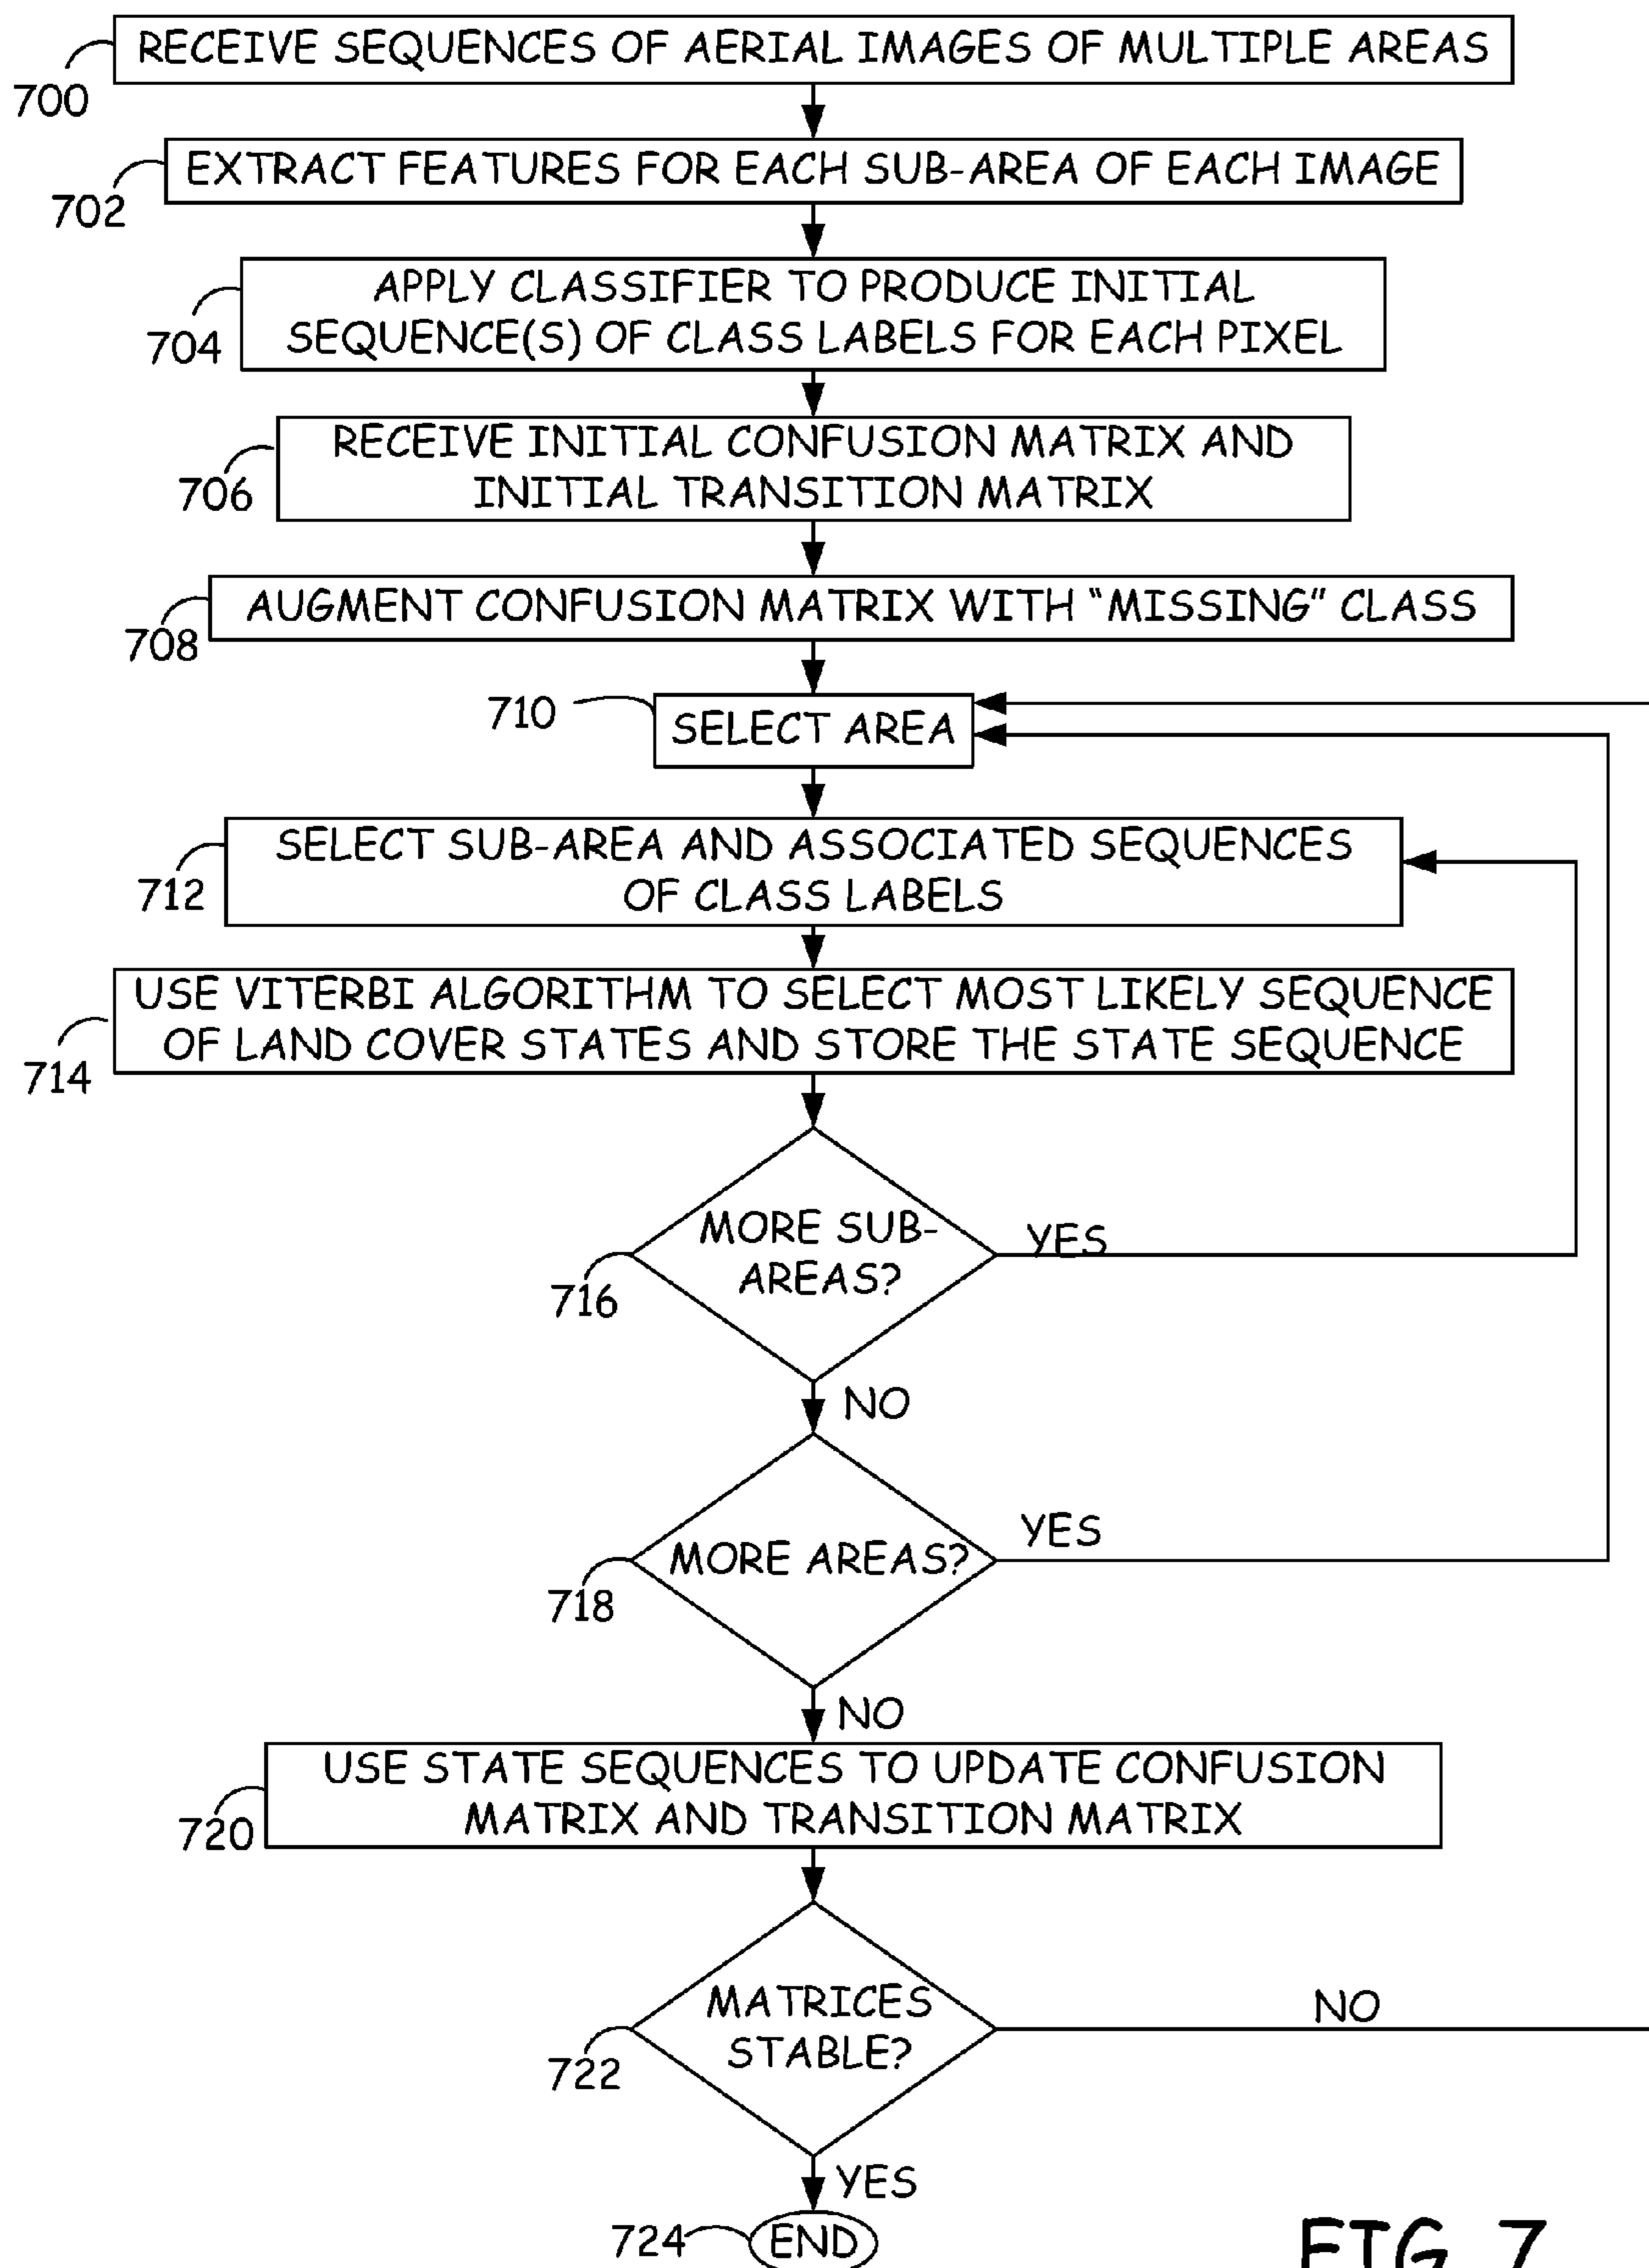 RECEIVE SEQUENCES OF AERIAL IMAGES OF MULTIPLE AREAS
700
EXTRACT FEATURES FOR EACH SUB-AREA OF EACH IMAGE
702
APPLY CLASSIFIER TO PRODUCE INITIAL
SEQUENCE(S) OF CLASS LABELS FOR EACH PIXEL
704
RECEIVE INITIAL CONFUSION MATRIX AND
INITIAL TRANSITION MATRIX
706
AUGMENT CONFUSION MATRIX WITH "MISSING" CLASS
708
710
SELECT AREA
SELECT SUB-AREA AND ASSOCIATED SEQUENCES
OF CLASS LABELS
712
USE VITERBI ALGORITHM TO SELECT MOST LIKELY SEQUENCE
OF LAND COVER STATES AND STORE THE STATE SEQUENCE
714
MORE SUB-
AREAS?
YES
716
NO
MORE AREAS?
YES
718
NO
USE STATE SEQUENCES TO UPDATE CONFUSION
MATRIX AND TRANSITION MATRIX
720
MATRICES
STABLE?
NO
722
YES
724
END
FIG. 7